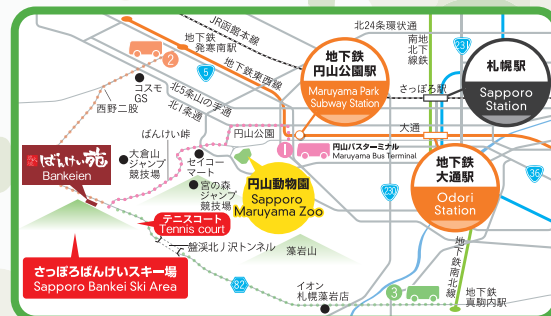 JR函館本線
地下鉄
発寒南駅
2
5
地下鉄東西線
コスモ
GS
北5条山の手通
北1条通
西野二股
北24条環状通
南北線
地下鉄
231
地下鉄
円山公園駅
Maruyama Park
Subway Station
さっぽろ駅
札幌駅
Sapporo
Station
大通
円山公園
1
円山バスターミナル
Maruyama Bus Terminal
ばんけい峠
大倉山
ジャンプ
競技場
セイコー
マート
宮の森
ジャンプ
競技場
円山動物園
Sapporo
Maruyama Zoo
地下鉄
大通駅
Odori
Station
230
36
ばんけい苑
Bankeien
テニスコート
Tennis court
盤渓北ノ沢トンネル
藻岩山
さっぽろばんけいスキー場
Sapporo Bankei Ski Area
82
イオン
札幌藻岩店
3
地下鉄南北線
地下鉄
真駒内駅